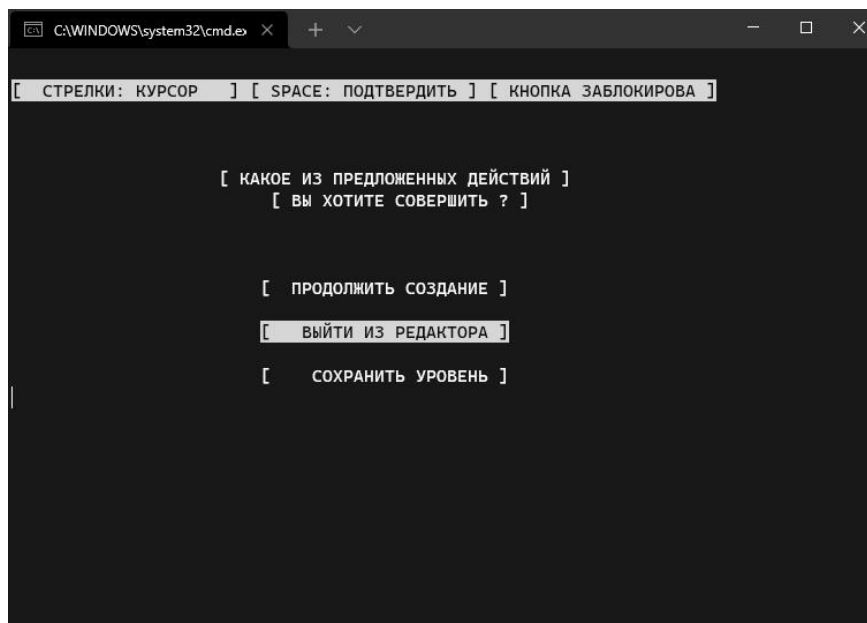 C:\WINDOWS\system32\cmd.ex
[ СТРЕЛКИ: КУРСОР ] [ SPACE: ПОДТВЕРДИТЬ ] [ КНОПКА ЗАБЛОКИРОВА ]
[ КАКОЕ ИЗ ПРЕДЛОЖЕННЫХ ДЕЙСТВИЙ ]
[ ВЫ ХОТИТЕ СОВЕРШИТЬ ? ]
[ ПРОДОЛЖИТЬ СОЗДАНИЕ ]
[ ВЫЙТИ ИЗ РЕДАКТОРА ]
[ СОХРАНИТЬ УРОВЕНЬ ]